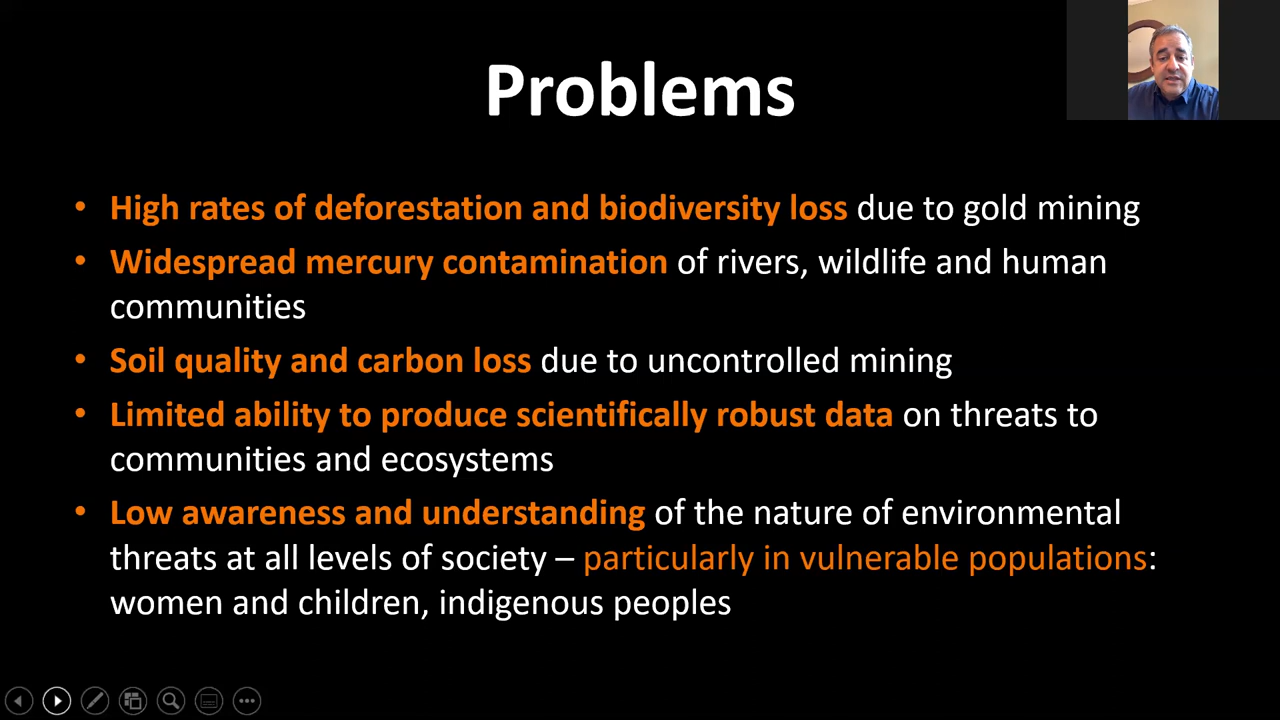 Problems
• High rates of deforestation and biodiversity loss due to gold mining
• Widespread mercury contamination of rivers, wildlife and human
communities
• Soil quality and carbon loss due to uncontrolled mining
• Limited ability to produce scientifically robust data on threats to
communities and ecosystems
• Low awareness and understanding of the nature of environmental
threats at all levels of society – particularly in vulnerable populations:
women and children, indigenous peoples